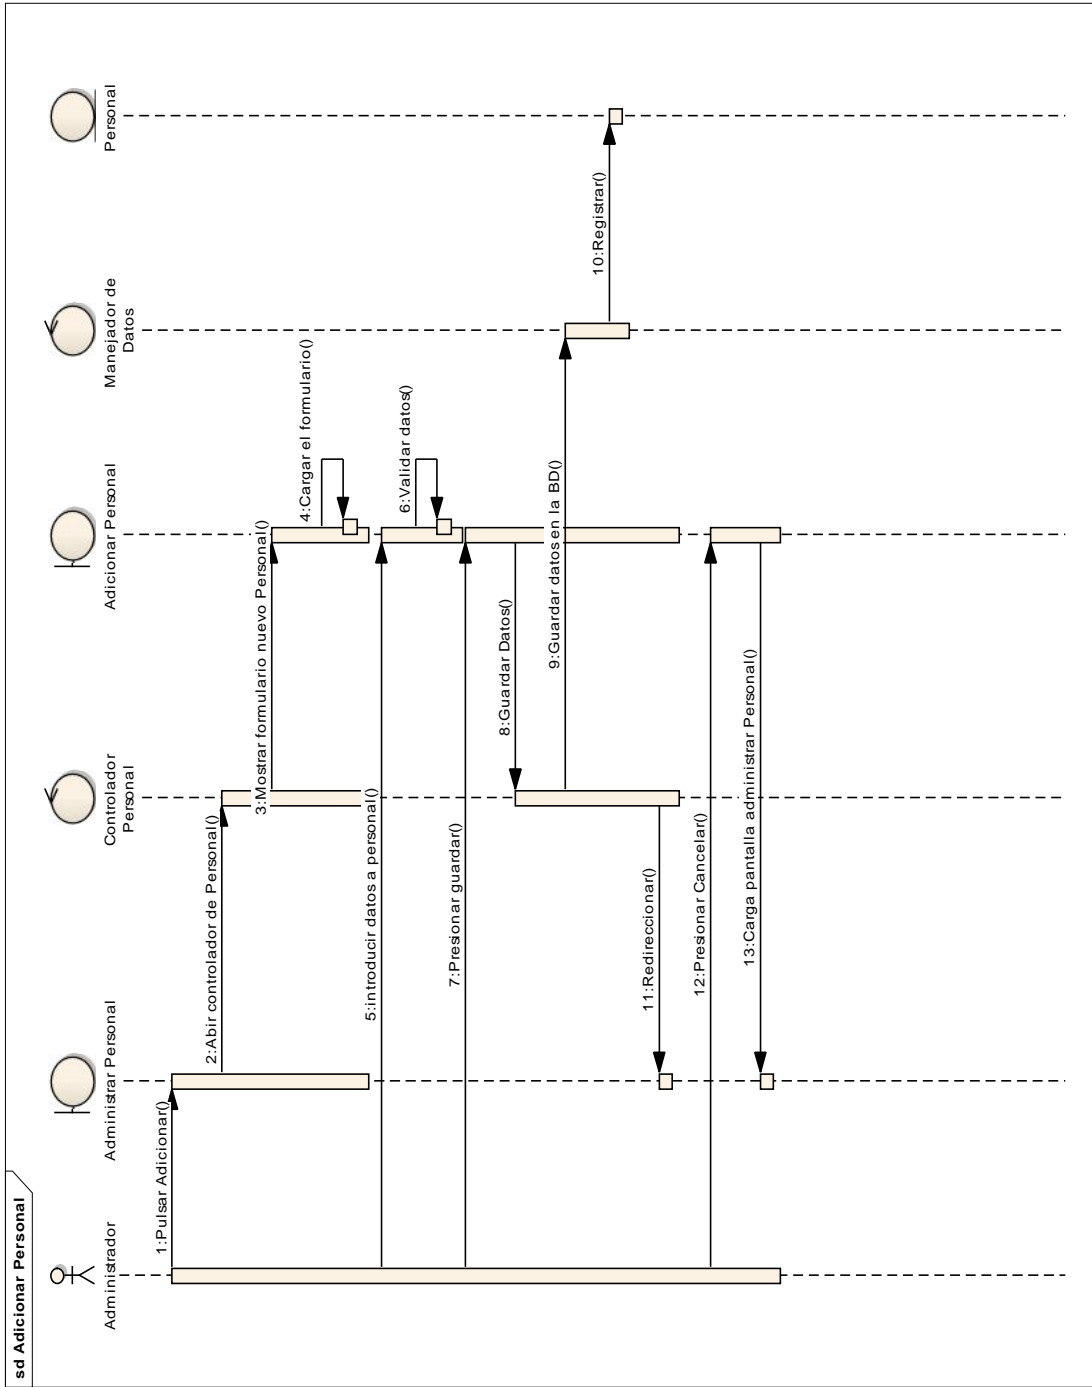 sd Adicionar Personal
Administrador
Administrar Personal
Controlador
Personal
Adicionar Personal
Manejador de
Datos
Personal
1:Pulsar Adicionar()
2:Abir controlador de Personal()
3:Mostrar formulario nuevo Personal()
4:Cargar el formulario()
5:introducir datos a personal()
6:Validar datos()
7:Presionar guardar()
8:Guardar Datos()
9:Guardar datos en la BD()
10:Registrar()
11:Redireccionar()
12:Presionar Cancelar()
13:Carga pantalla administrar Personal()